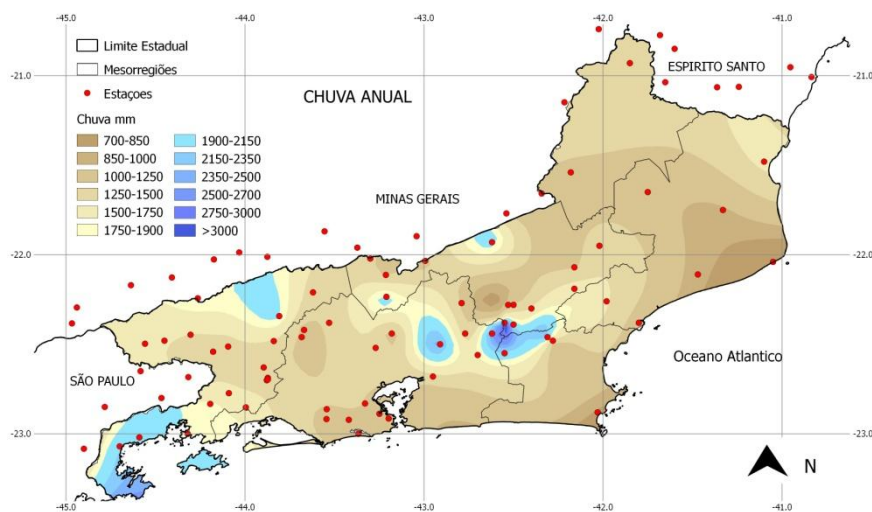 -45.0 -44.0 -43.0 -42.0 -41.0
Limite Estadual
Mesorregiões
Estaçoes
Chuva mm
700-850
850-1000
1000-1250
1250-1500
1500-1750
1750-1900
1900-2150
2150-2350
2350-2500
2500-2700
2750-3000
>3000
CHUVA ANUAL
ESPIRITO SANTO
MINAS GERAIS
SÃO PAULO
Oceano Atlantico
N
-21.0 -21.0
-22.0 -22.0
-23.0 -23.0
-45.0 -44.0 -43.0 -42.0 -41.0